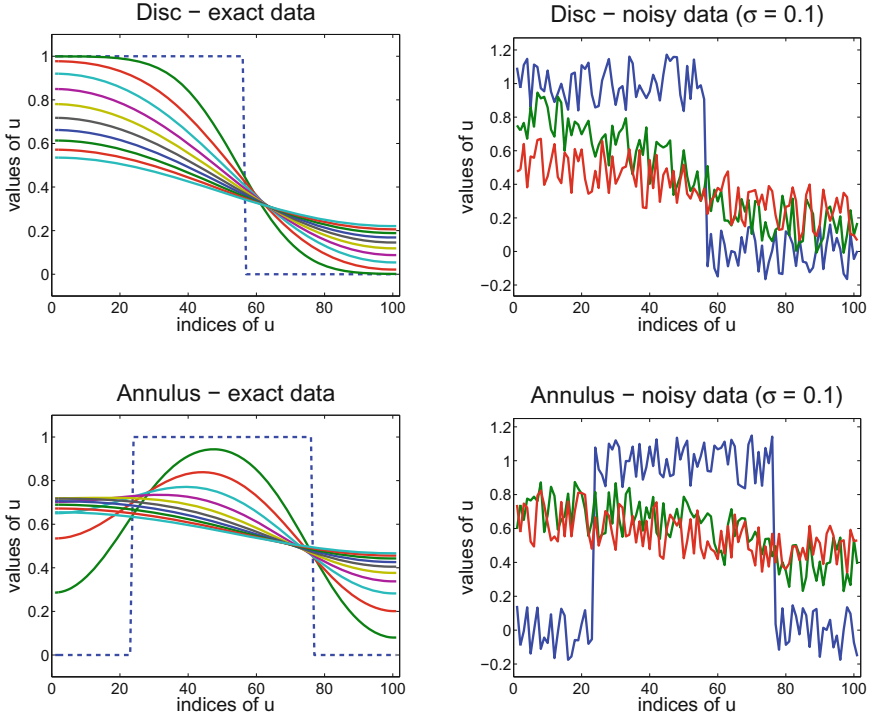 Disc − exact data
values of u
1
0.8
0.6
0.4
0.2
0
0 20 40 60 80 100
indices of u
Disc − noisy data (σ = 0.1)
values of u
1.2
1
0.8
0.6
0.4
0.2
0
−0.2
0 20 40 60 80 100
indices of u
Annulus − exact data
values of u
1
0.8
0.6
0.4
0.2
0
0 20 40 60 80 100
indices of u
Annulus − noisy data (σ = 0.1)
values of u
1.2
1
0.8
0.6
0.4
0.2
0
−0.2
0 20 40 60 80 100
indices of u